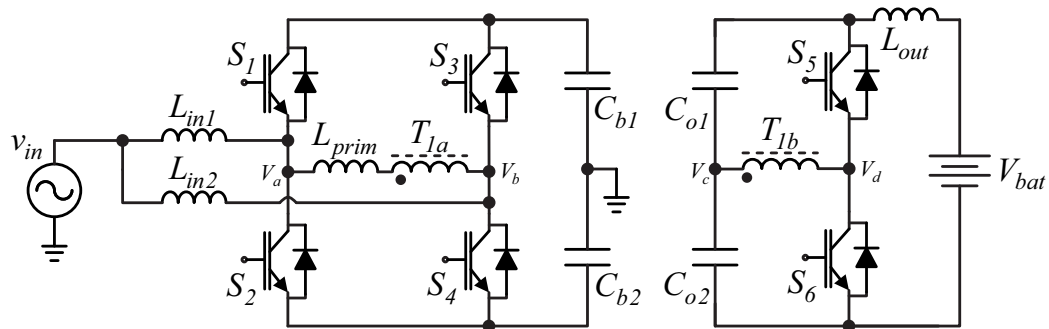 S1
S3
S5
Lout
Lin1
Cb1
Co1
vin
Lprim
T1a
T1b
Va
Vb
Vc
Vd
Vbat
Lin2
S2
S4
Cb2
Co2
S6